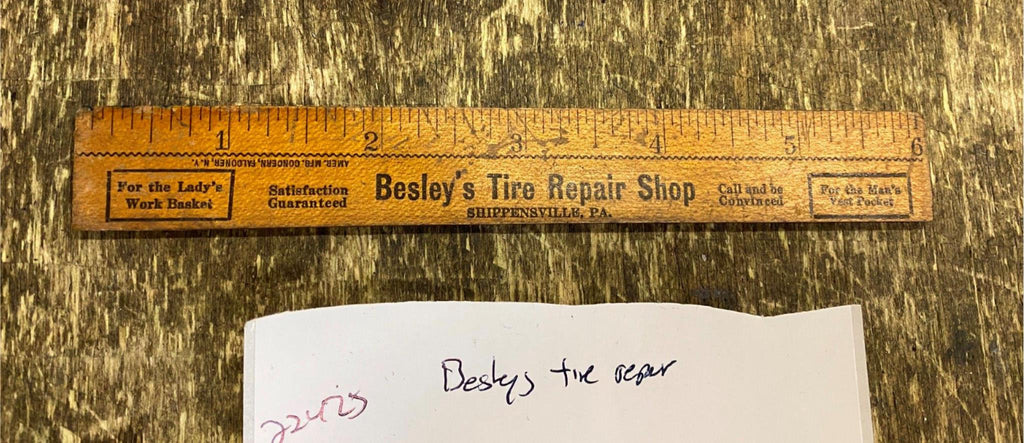 1 2 3 4 5 6
AMER. MFG. CONCERN, FALCONER, N. Y.
For the Lady's
Work Basket
Satisfaction
Guaranteed
Besley's Tire Repair Shop
SHIPPENSVILLE, PA.
Call and be
Convinced
For the Man's
Vest Pocket
Beslys tire repair